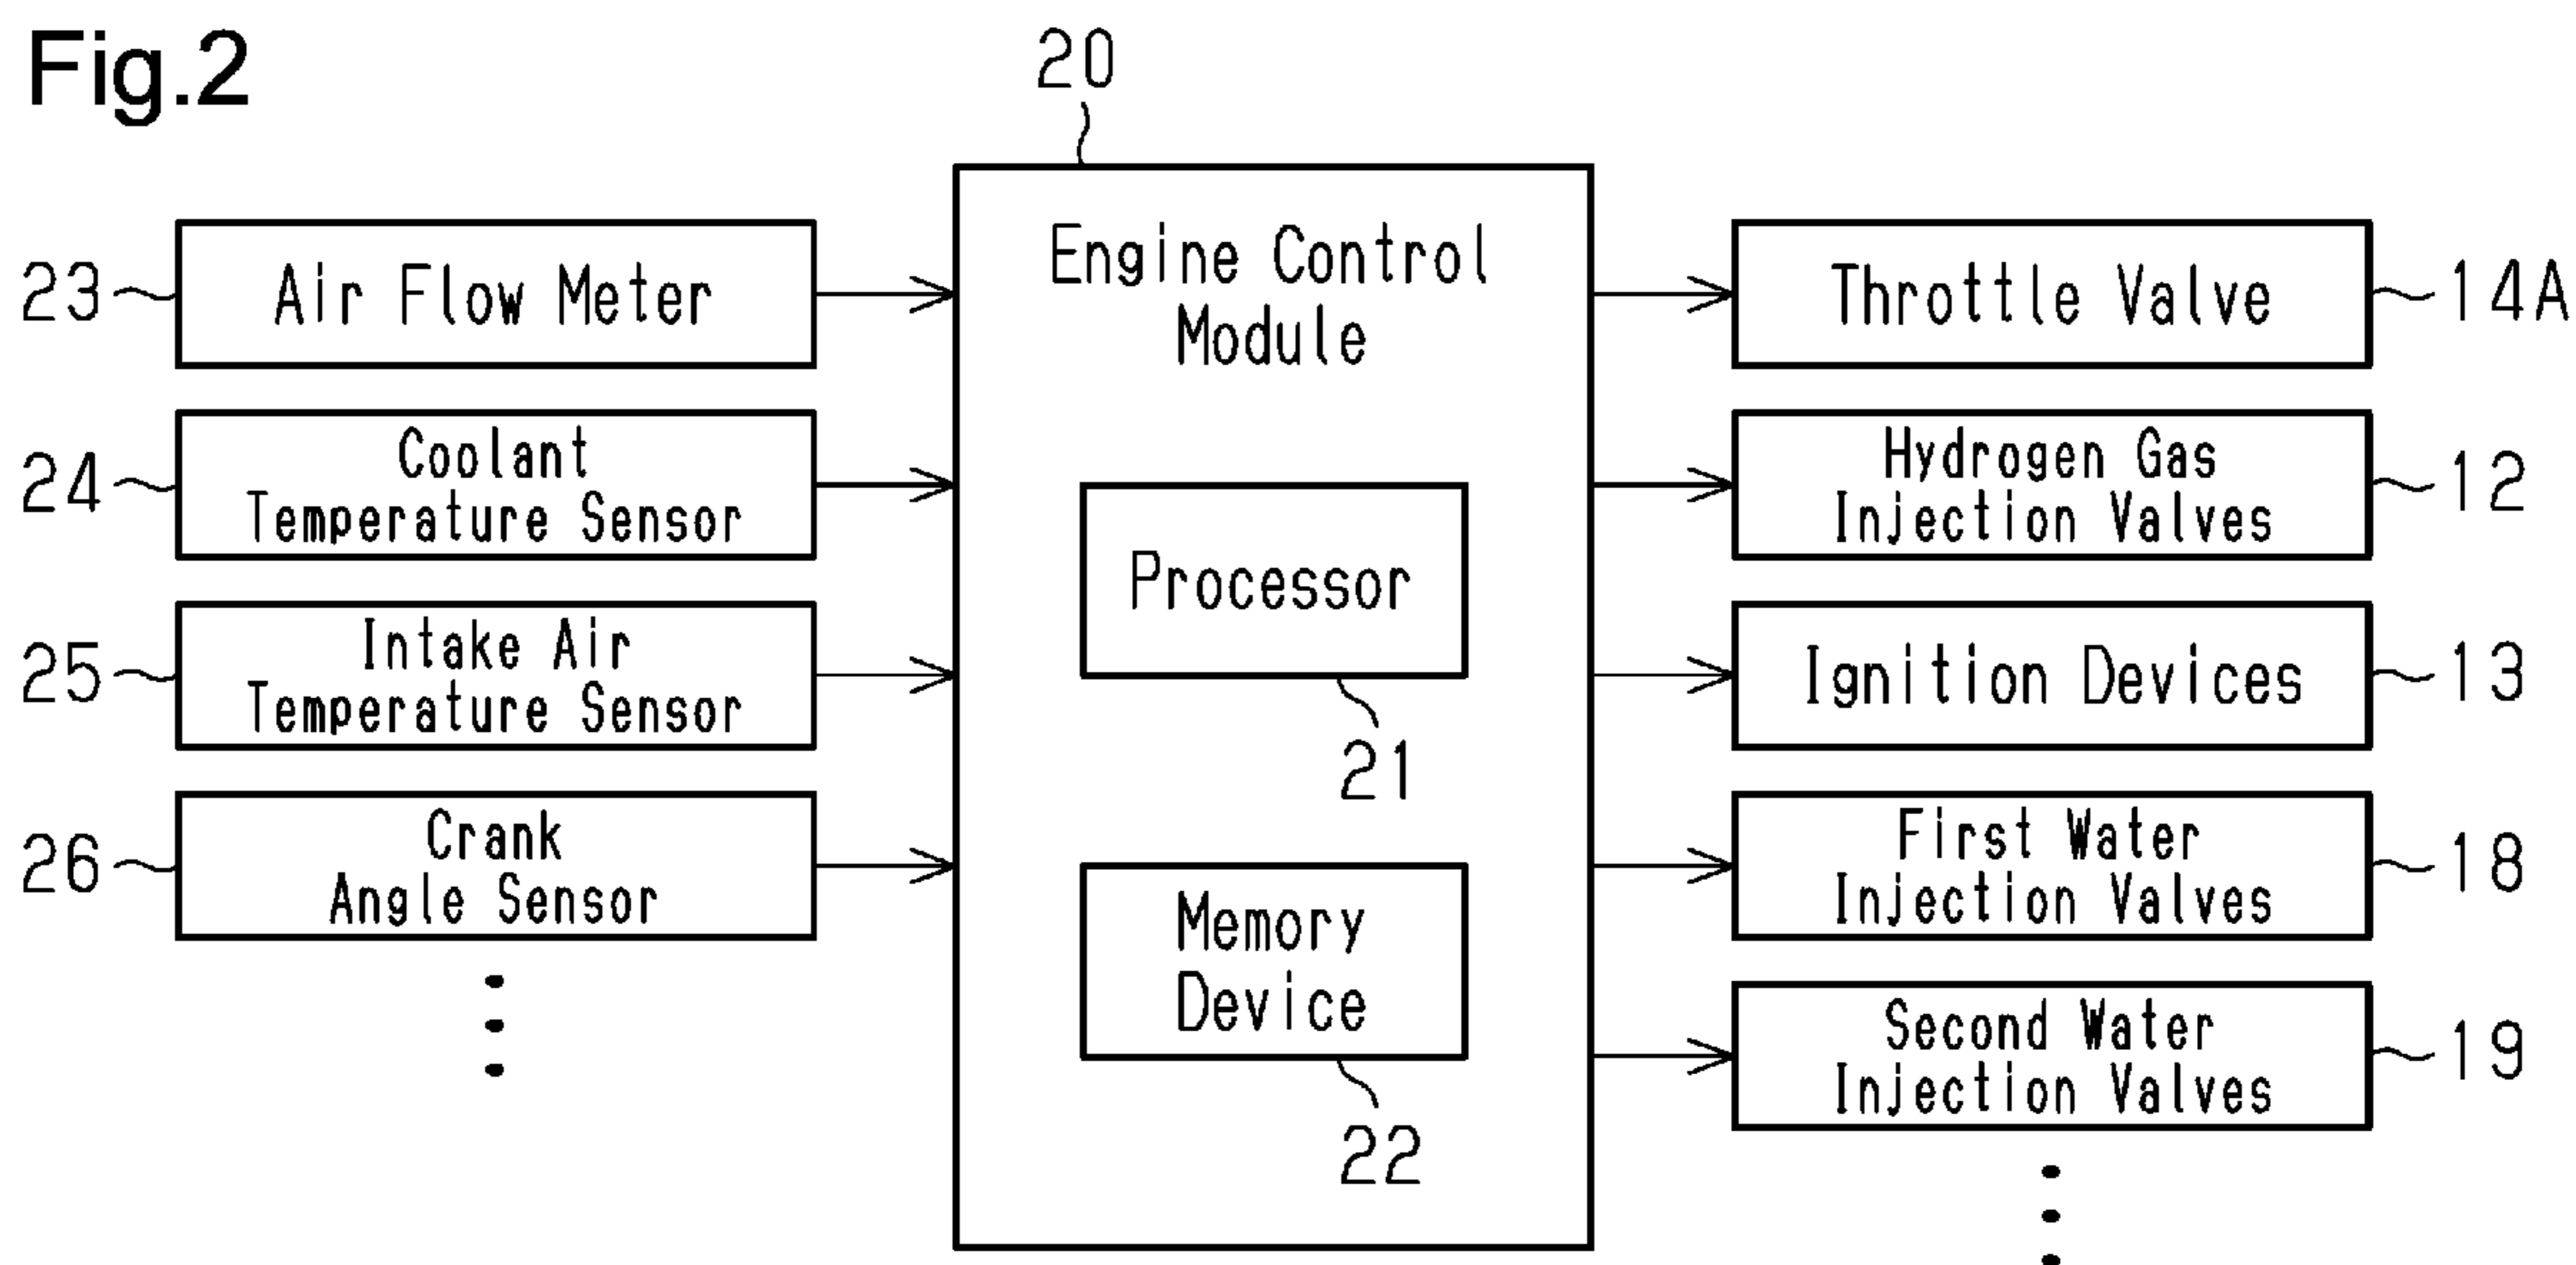 Fig.2
20
Engine Control
Module
23
Air Flow Meter
24
Coolant
Temperature Sensor
25
Intake Air
Temperature Sensor
26
Crank
Angle Sensor
Processor
21
Memory
Device
22
Throttle Valve
14A
Hydrogen Gas
Injection Valves
12
Ignition Devices
13
First Water
Injection Valves
18
Second Water
Injection Valves
19